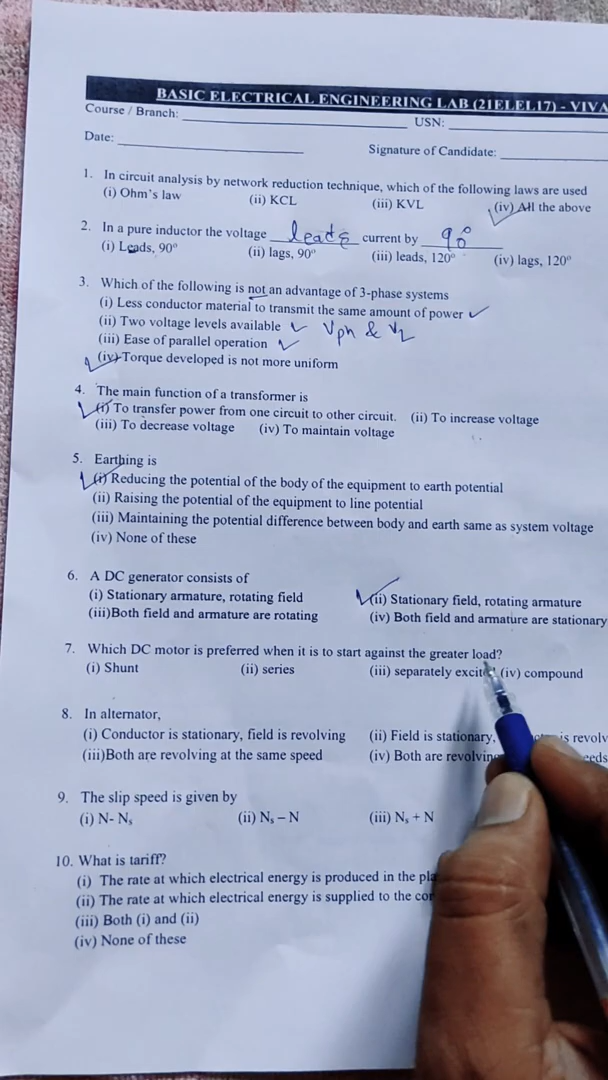 BASIC ELECTRICAL ENGINEERING LAB (21ELEL17) - VIVA
Course / Branch: USN:
Date: Signature of Candidate:
1. In circuit analysis by network reduction technique, which of the following laws are used
(i) Ohm's law (ii) KCL (iii) KVL (iv) All the above
2. In a pure inductor the voltage leads current by 90°
(i) Leads, 90° (ii) lags, 90° (iii) leads, 120° (iv) lags, 120°
3. Which of the following is not an advantage of 3-phase systems
(i) Less conductor material to transmit the same amount of power ✓
(ii) Two voltage levels available ✓ Vph & VL
(iii) Ease of parallel operation ✓
(iv) Torque developed is not more uniform
4. The main function of a transformer is
(i) To transfer power from one circuit to other circuit. (ii) To increase voltage
(iii) To decrease voltage (iv) To maintain voltage
5. Earthing is
(i) Reducing the potential of the body of the equipment to earth potential
(ii) Raising the potential of the equipment to line potential
(iii) Maintaining the potential difference between body and earth same as system voltage
(iv) None of these
6. A DC generator consists of
(i) Stationary armature, rotating field (ii) Stationary field, rotating armature
(iii)Both field and armature are rotating (iv) Both field and armature are stationary
7. Which DC motor is preferred when it is to start against the greater load?
(i) Shunt (ii) series (iii) separately (iv) compound
8. In alternator,
(i) Conductor is stationary, field is revolving (ii) Field is stationary, is
(iii)Both are revolving at the same speed (iv) Both are
9. The slip speed is given by
(i) N- Ns (ii) Ns – N (iii) Ns + N
10. What is tariff?
(i) The rate at which electrical energy is produced in the
(ii) The rate at which electrical energy is supplied to the
(iii) Both (i) and (ii)
(iv) None of these